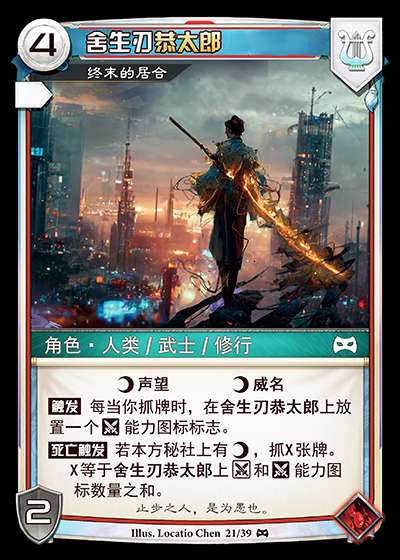 4
舍生刃恭太郎
终末的居合
角色·人类/武士/修行
声望 威名
触发 每当你抓牌时，在舍生刃恭太郎上放
置一个 能力图标标志。
死亡触发 若本方秘社上有 ，抓X张牌。
X等于舍生刃恭太郎上 和 能力图
标数量之和。
止步之人，是为愚也。
2
Illus. Locatio Chen 21/39